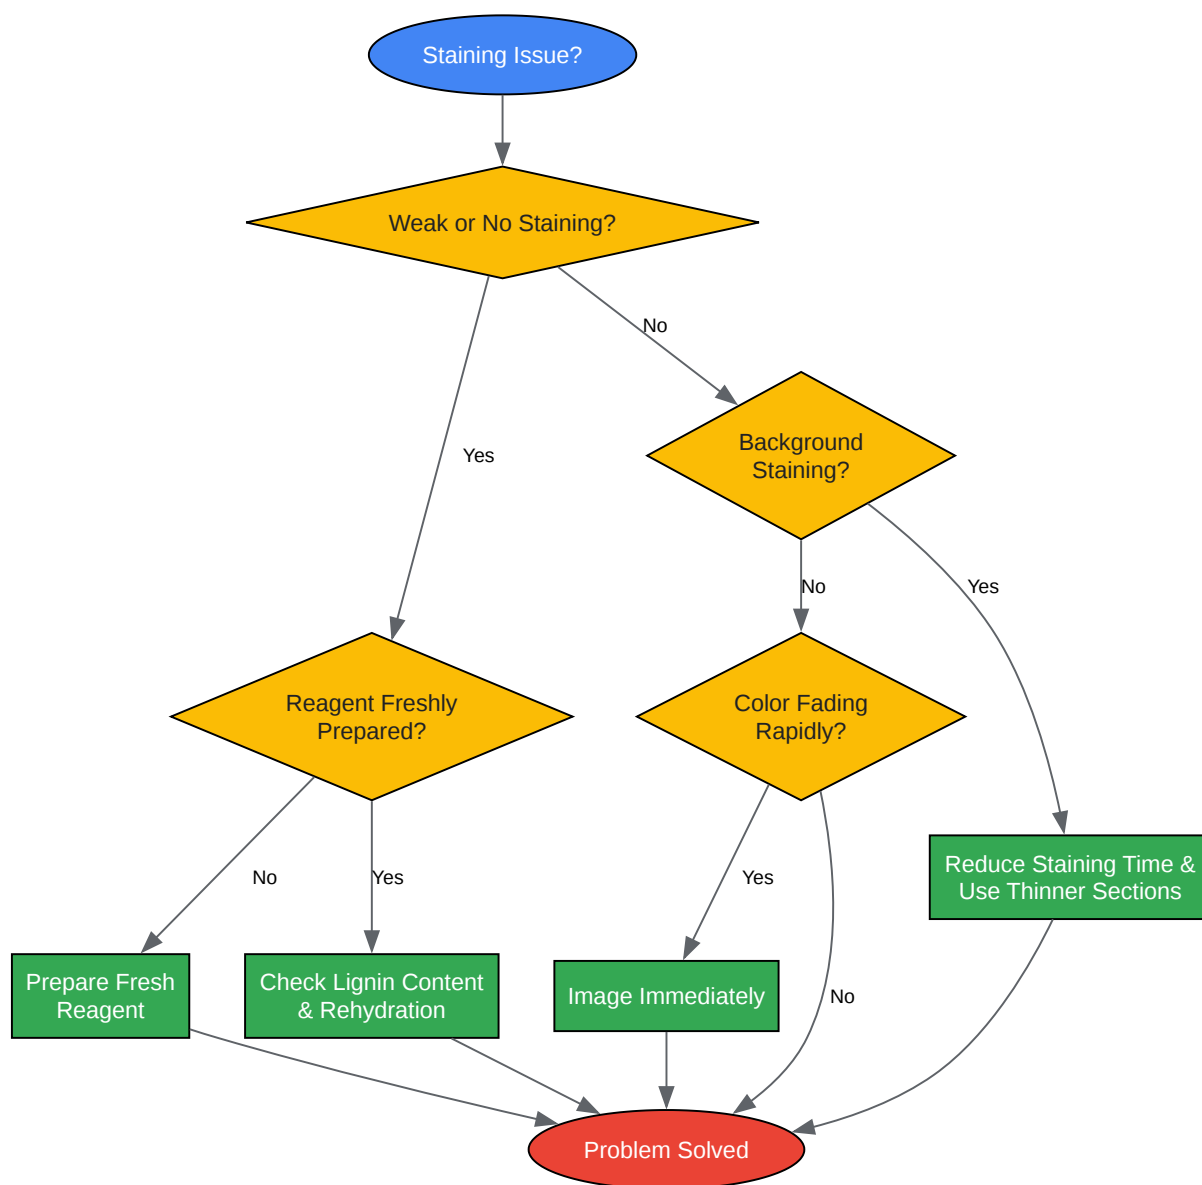 Staining Issue?
Weak or No Staining?
No
Background
Staining?
Yes
No
Yes
Reagent Freshly
Prepared?
Color Fading
Rapidly?
No
Yes
Yes
Reduce Staining Time &
Use Thinner Sections
Prepare Fresh
Reagent
Check Lignin Content
& Rehydration
Image Immediately
No
Problem Solved